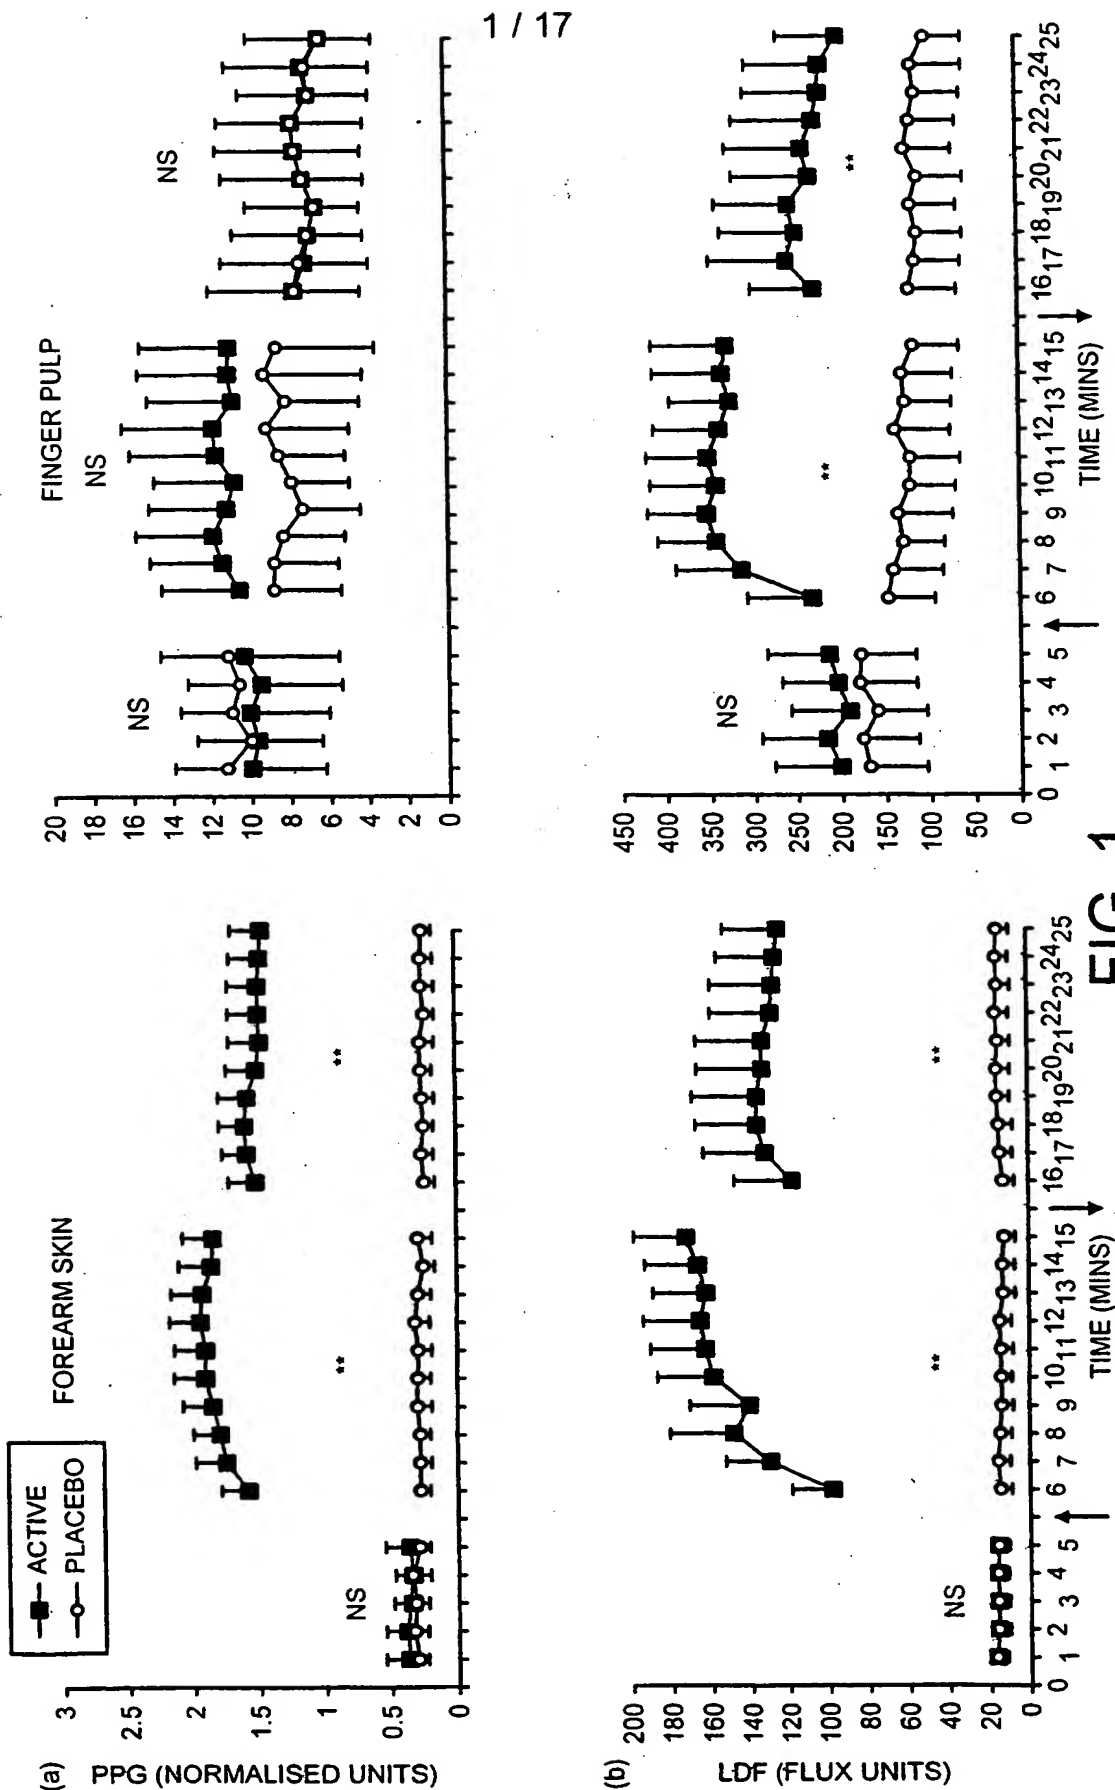 1 / 17
ACTIVE
PLACEBO
(a)
PPG (NORMALISED UNITS)
FOREARM SKIN
3
2.5
2
1.5
1
0.5
0
NS
**
**
FINGER PULP
20
18
16
14
12
10
8
6
4
2
0
NS
NS
NS
(b)
LDF (FLUX UNITS)
200
180
160
140
120
100
80
60
40
20
0
NS
**
**
0 1 2 3 4 5 6 7 8 9 10 11 12 13 14 15 16 17 18 19 20 21 22 23 24 25
TIME (MINS)
450
400
350
300
250
200
150
100
50
0
NS
**
**
0 1 2 3 4 5 6 7 8 9 10 11 12 13 14 15 16 17 18 19 20 21 22 23 24 25
TIME (MINS)
FIG. 1